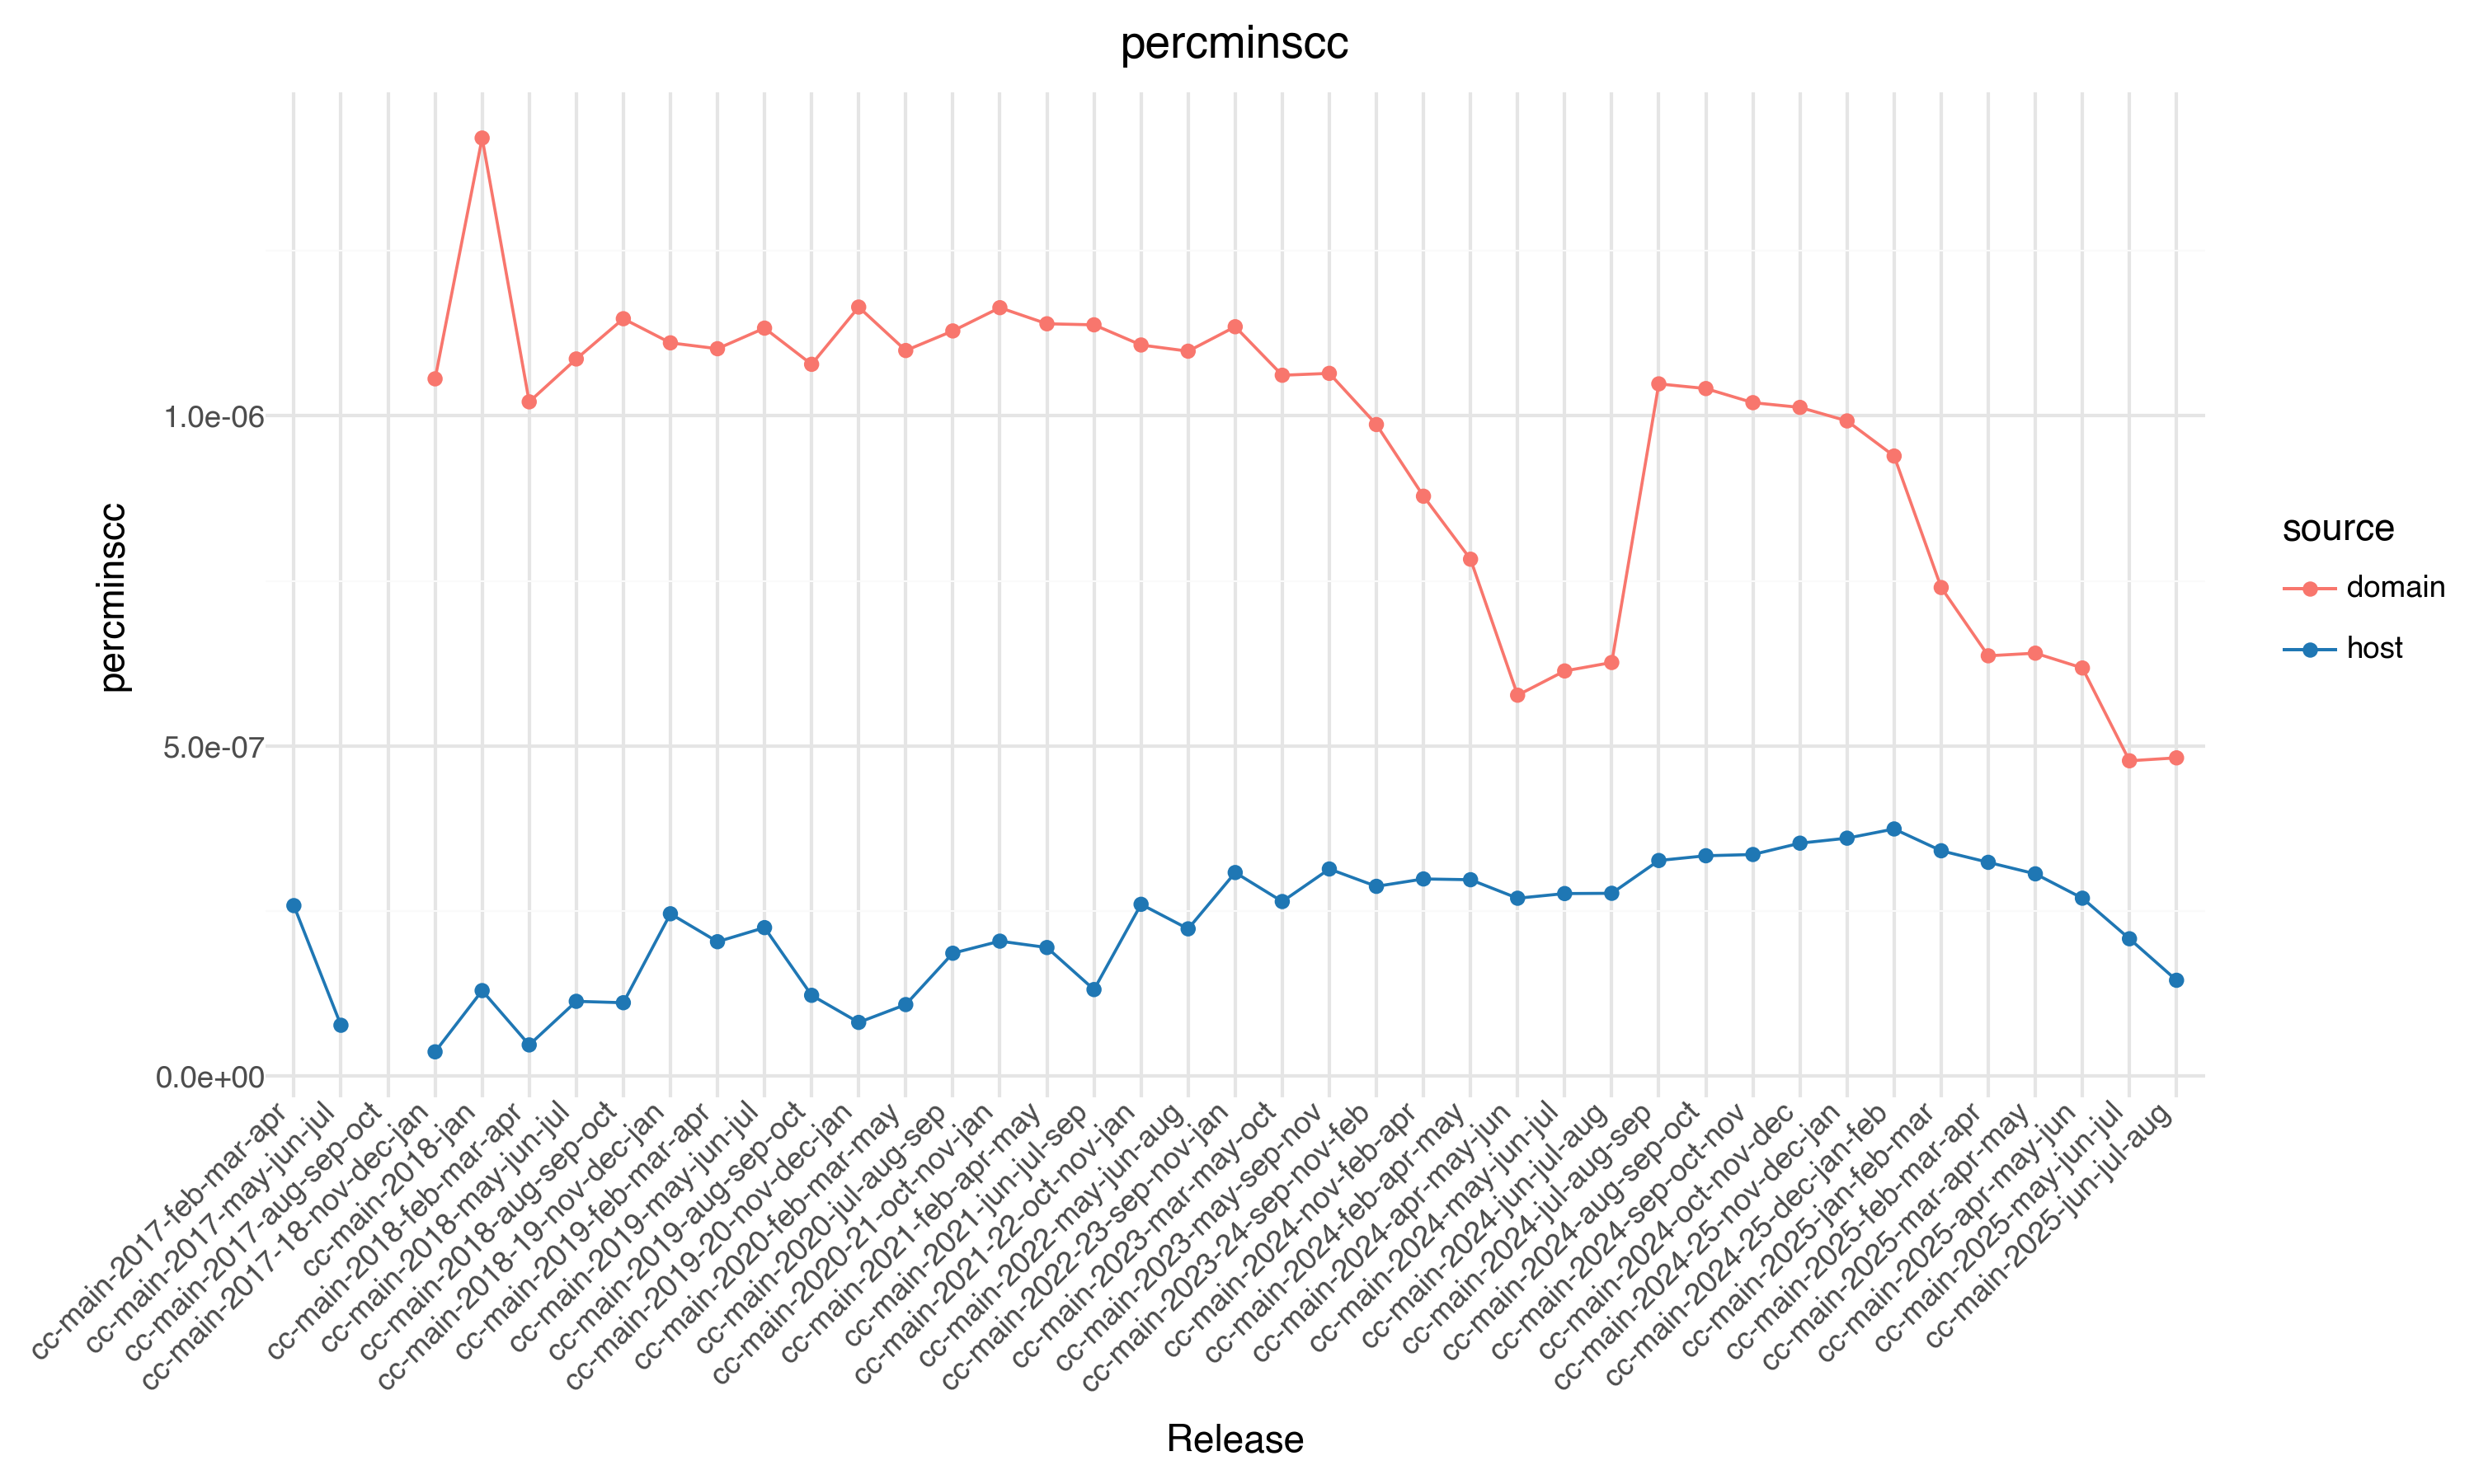 percminscc
percminscc
1.0e-06
5.0e-07
0.0e+00
source
domain
host
cc-main-2017-feb-mar-apr
cc-main-2017-may-jun-jul
cc-main-2017-aug-sep-oct
cc-main-2017-18-nov-dec-jan
cc-main-2018-jan
cc-main-2018-feb-mar-apr
cc-main-2018-may-jun-jul
cc-main-2018-aug-sep-oct
cc-main-2018-19-nov-dec-jan
cc-main-2019-feb-mar-apr
cc-main-2019-may-jun-jul
cc-main-2019-aug-sep-oct
cc-main-2019-20-nov-dec-jan
cc-main-2020-feb-mar-may
cc-main-2020-jul-aug-sep
cc-main-2020-21-oct-nov-jan
cc-main-2021-feb-apr-may
cc-main-2021-jun-jul-sep
cc-main-2021-22-oct-nov-jan
cc-main-2022-may-jun-aug
cc-main-2022-23-sep-nov-jan
cc-main-2023-mar-may-oct
cc-main-2023-may-sep-nov
cc-main-2023-24-sep-nov-feb
cc-main-2024-nov-feb-apr
cc-main-2024-feb-apr-may
cc-main-2024-apr-may-jun
cc-main-2024-may-jun-jul
cc-main-2024-jun-jul-aug
cc-main-2024-jul-aug-sep
cc-main-2024-aug-sep-oct
cc-main-2024-sep-oct-nov
cc-main-2024-oct-nov-dec
cc-main-2024-25-nov-dec-jan
cc-main-2024-25-dec-jan-feb
cc-main-2025-jan-feb-mar
cc-main-2025-feb-mar-apr
cc-main-2025-mar-apr-may
cc-main-2025-apr-may-jun
cc-main-2025-may-jun-jul
cc-main-2025-jun-jul-aug
Release